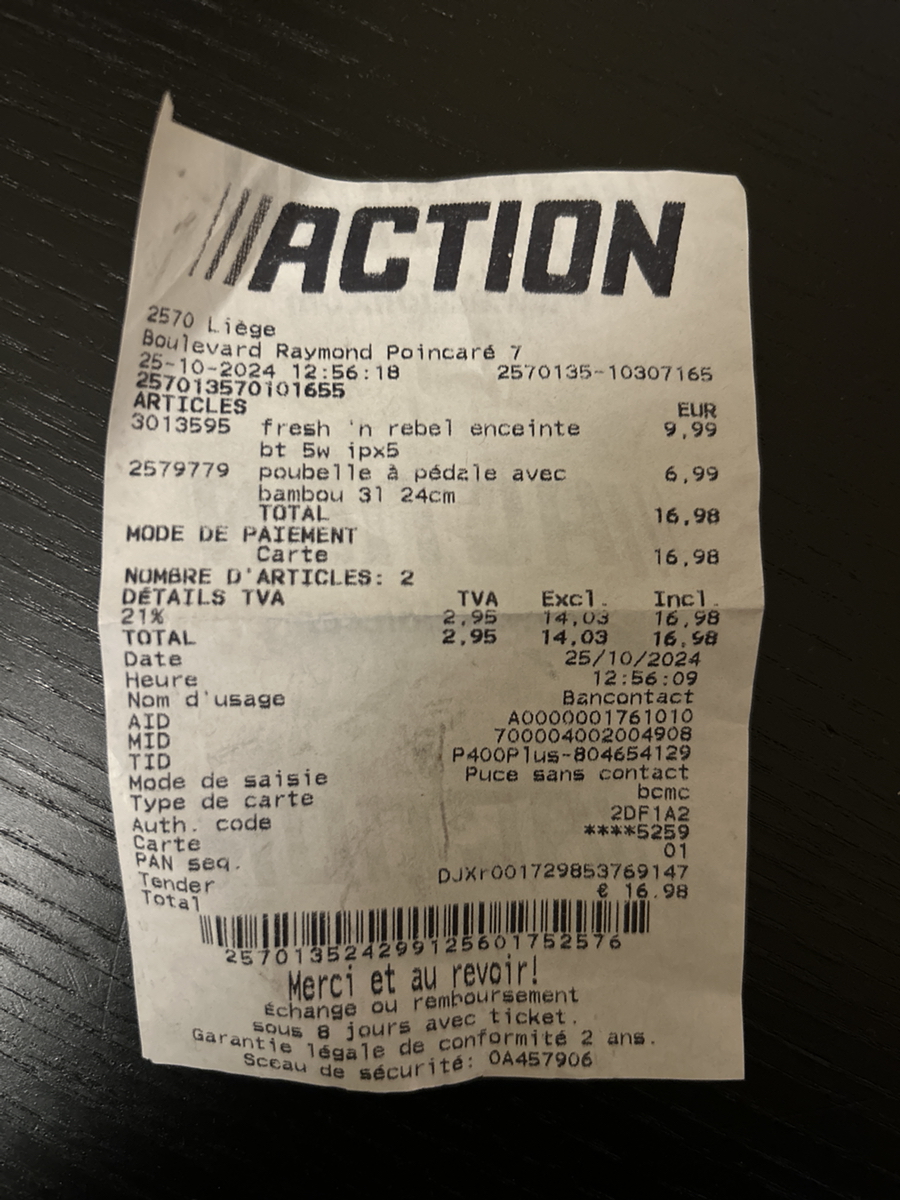 ACTION
2570 Liège
Boulevard Raymond Poincaré 7
25-10-2024 12:56:18 2570135-10307165
257013570101655
ARTICLES EUR
3013595 fresh 'n rebel enceinte 9,99
bt 5w ipx5
2579779 poubelle à pédale avec 6,99
bambou 3l 24cm
TOTAL 16,98
MODE DE PAIEMENT
Carte 16,98
NOMBRE D'ARTICLES: 2
DÉTAILS TVA TVA Excl. Incl.
21% 2,95 14,03 16,98
TOTAL 2,95 14,03 16,98
Date 25/10/2024
Heure 12:56:09
Nom d'usage Bancontact
AID A0000001761010
MID 700004002004908
TID P400Plus-804654129
Mode de saisie Puce sans contact
Type de carte bcmc
Auth. code 2DF1A2
Carte ****5259
PAN seq. 01
Tender DJXr001729853769147
Total € 16.98
257013524299125601752576
Merci et au revoir!
Échange ou remboursement
sous 8 jours avec ticket.
Garantie légale de conformité 2 ans.
Sceau de sécurité: 0A457906